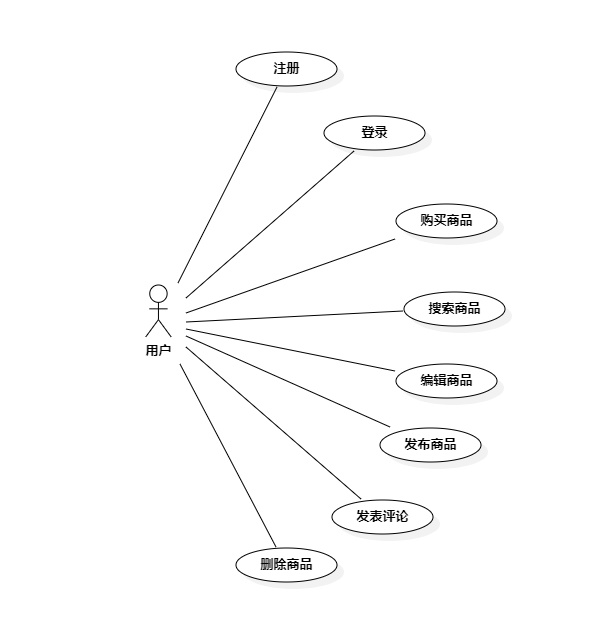 注册
登录
购买商品
搜索商品
用户
编辑商品
发布商品
发表评论
删除商品